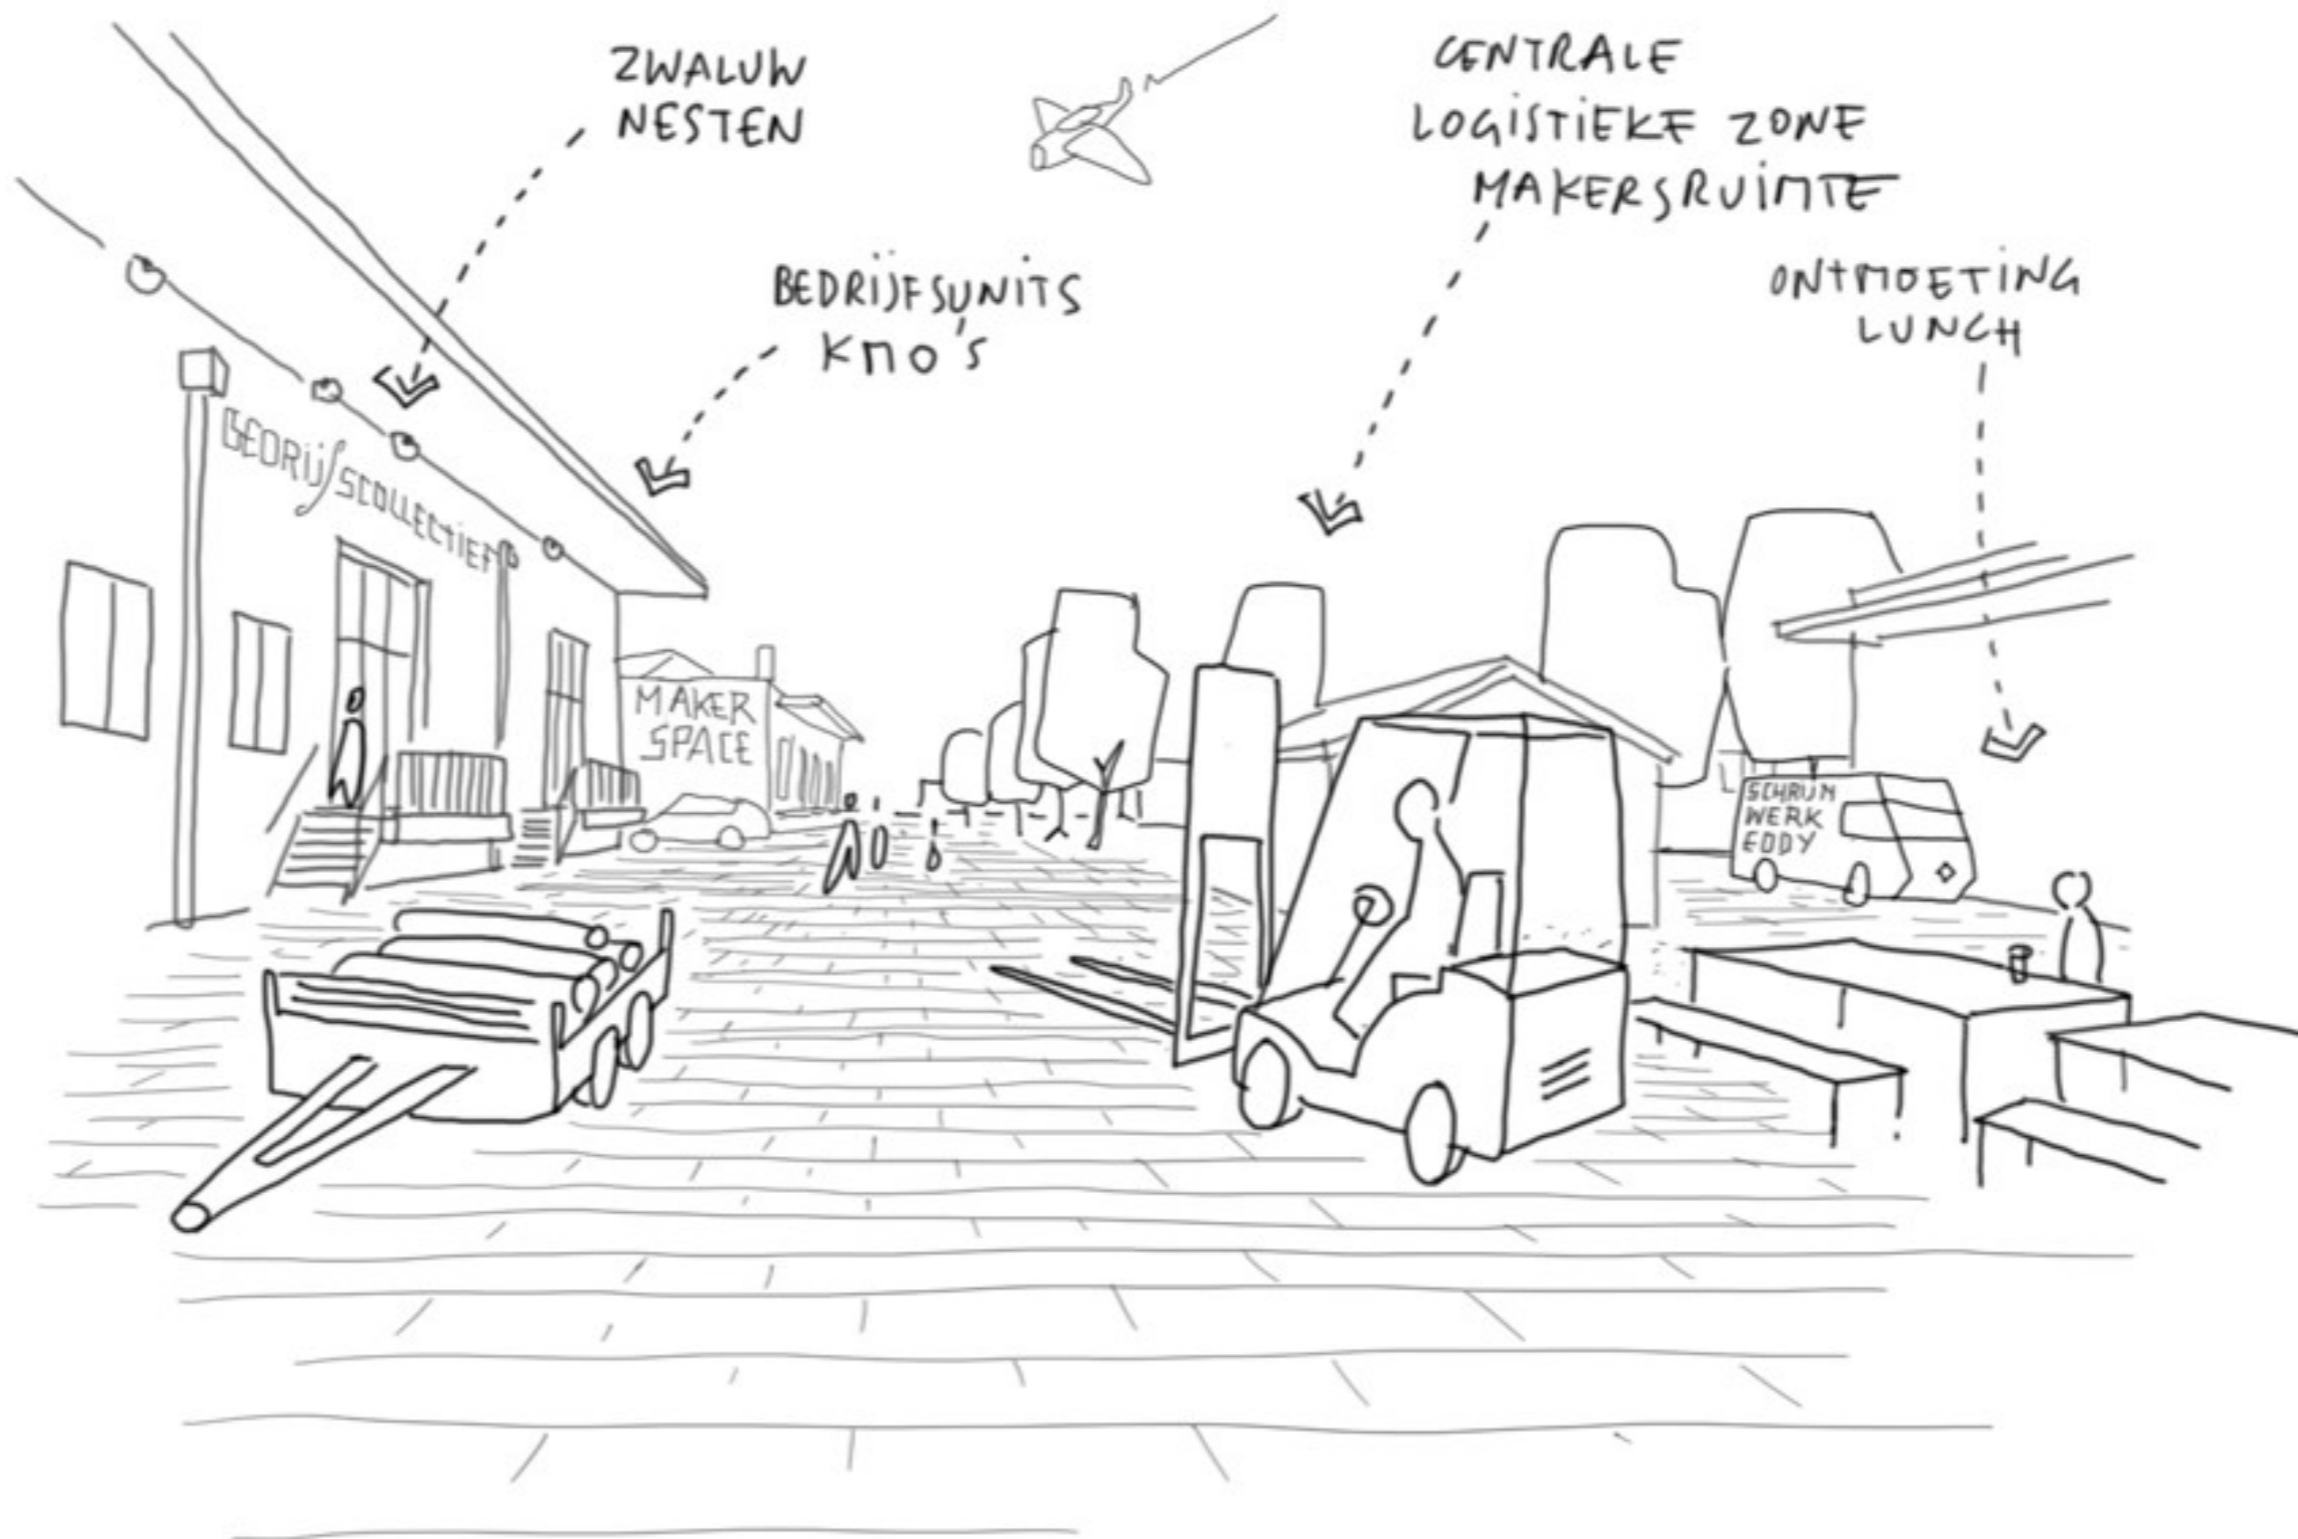 ZWALUW
NESTEN
CENTRALE
LOGISTIEKE ZONE
MAKERSRUIMTE
BEDRIJFSUNITS
KMO'S
ONTMOETING
LUNCH
BEDRIJFSCOLLECTIEF
MAKER
SPACE
SCHRIJN
WERK
EDDY